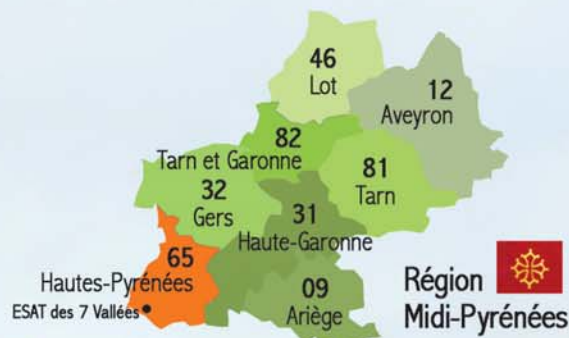 46
Lot
12
Aveyron
82
Tarn et Garonne
81
Tarn
32
Gers
31
Haute-Garonne
65
Hautes-Pyrénées
ESAT des 7 Vallées
09
Ariège
Région
Midi-Pyrénées